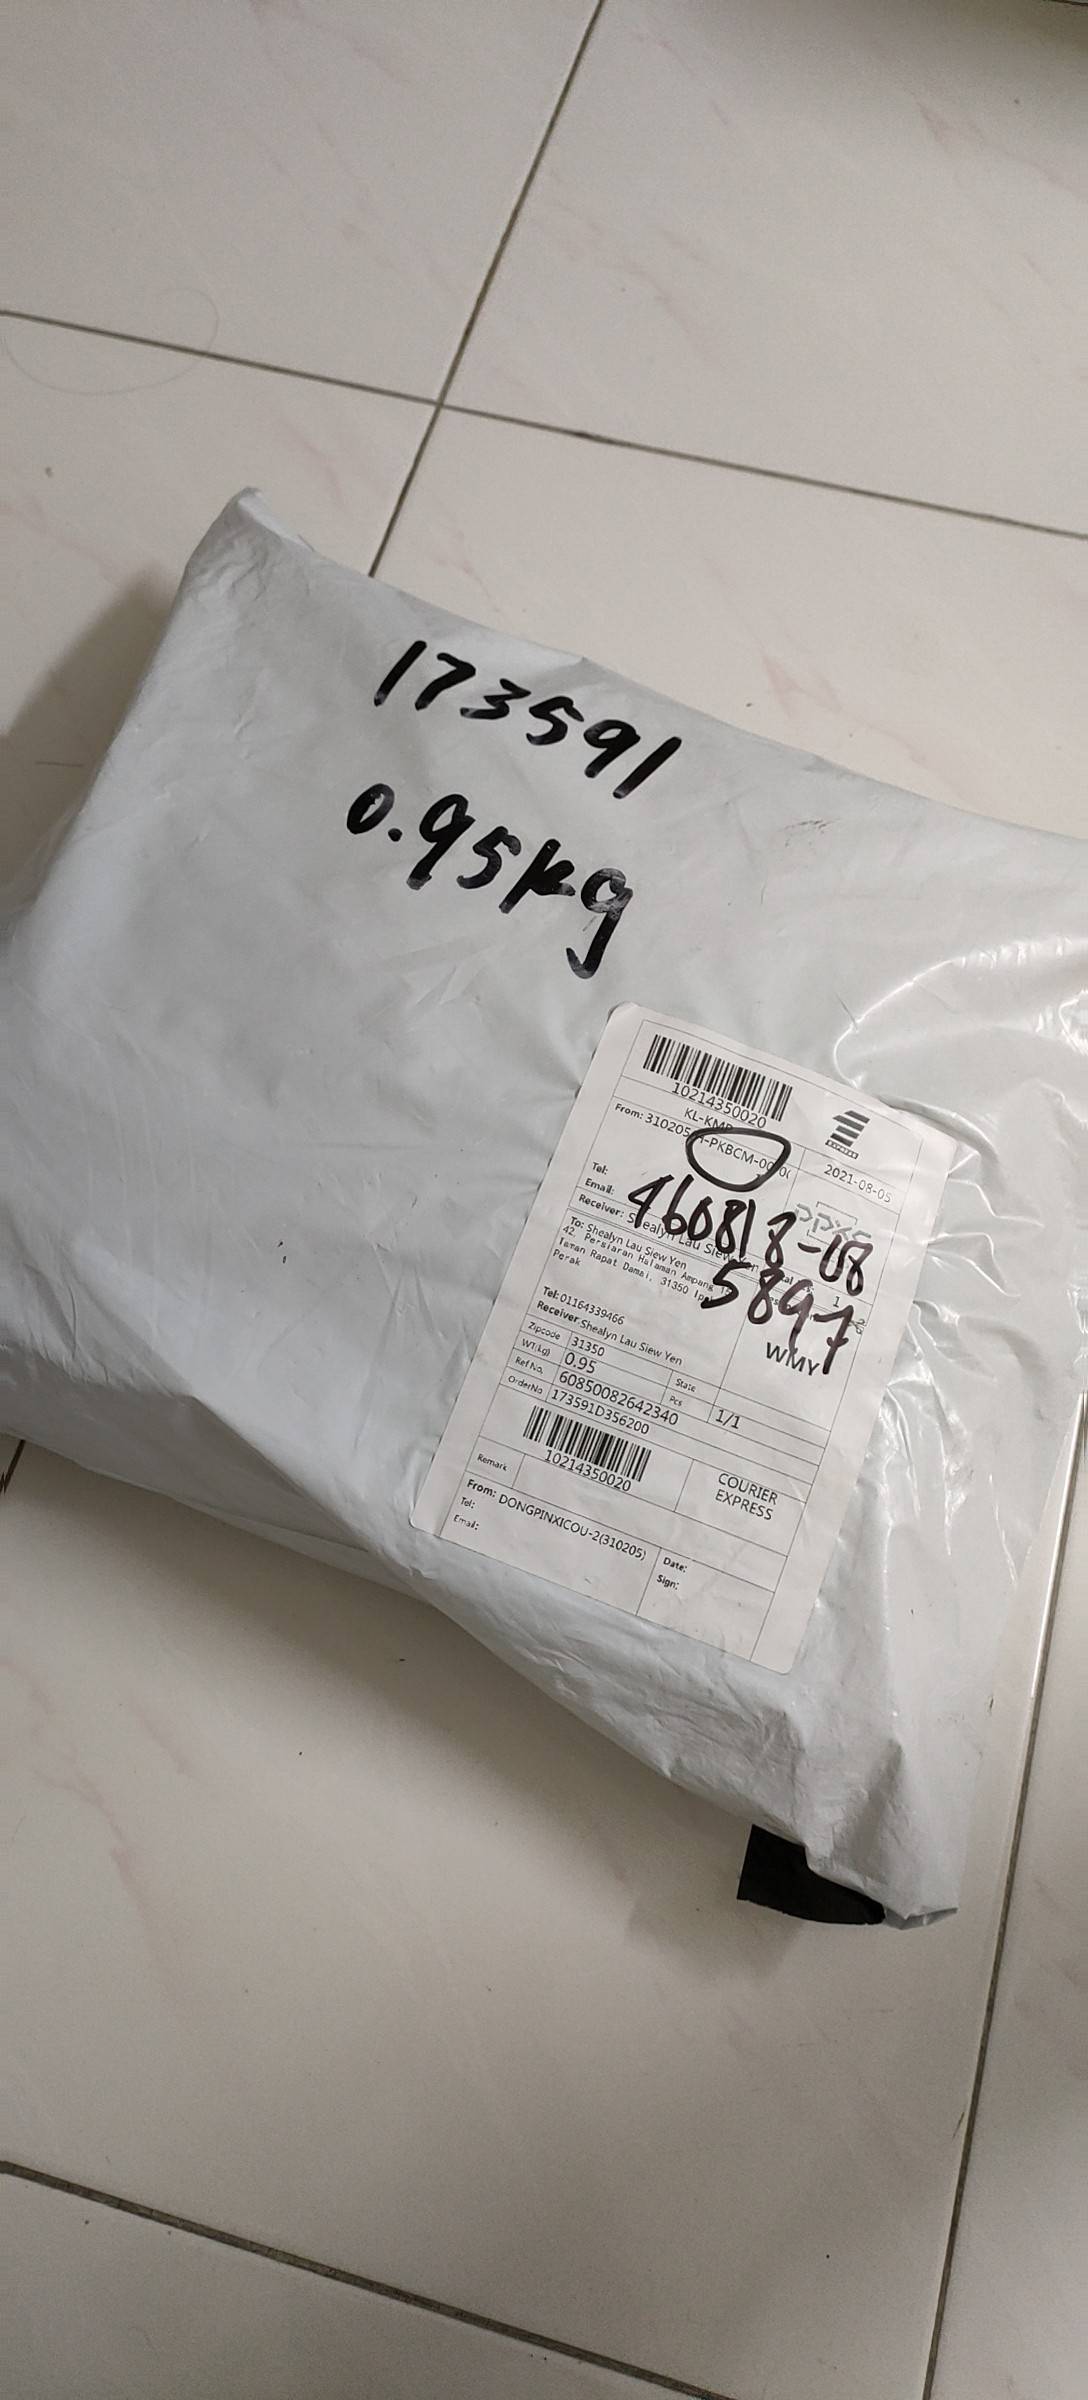 173591
0.95kg
10214350020
2021-08-05
From: 310205
-PKBCM-00
Tel:
Email:
460818-08
5897
Receiver: Shealyn Lau Siew Yen
1
To: Shealyn Lau Siew Yen
42, Persiaran Halaman Ampang
Taman Rapat Damai, 31350
Perak
WMY
Tel:01164339466
Receiver:Shealyn Lau Siew Yen
Zipcode 31350 State
WT(kg) 0.95 Pcs 1/1
Ref No. 60850082642340
OrderNo 173591D356200
Remark 10214350020
COURIER
EXPRESS
From: DONGPINXICOU-2(310205)
Tel:
Email:
Date:
Sign: